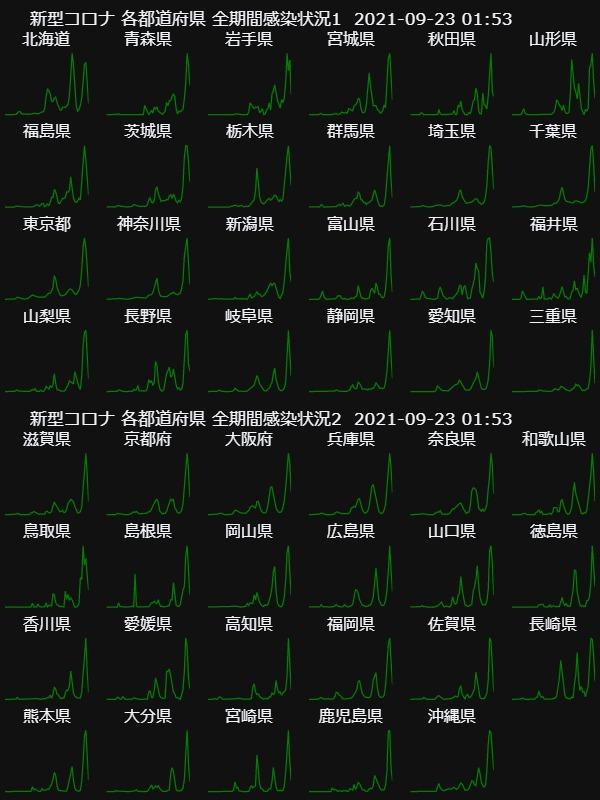 新型コロナ 各都道府県 全期間感染状況1 2021-09-23 01:53
北海道 青森県 岩手県 宮城県 秋田県 山形県
福島県 茨城県 栃木県 群馬県 埼玉県 千葉県
東京都 神奈川県 新潟県 富山県 石川県 福井県
山梨県 長野県 岐阜県 静岡県 愛知県 三重県
新型コロナ 各都道府県 全期間感染状況2 2021-09-23 01:53
滋賀県 京都府 大阪府 兵庫県 奈良県 和歌山県
鳥取県 島根県 岡山県 広島県 山口県 徳島県
香川県 愛媛県 高知県 福岡県 佐賀県 長崎県
熊本県 大分県 宮崎県 鹿児島県 沖縄県